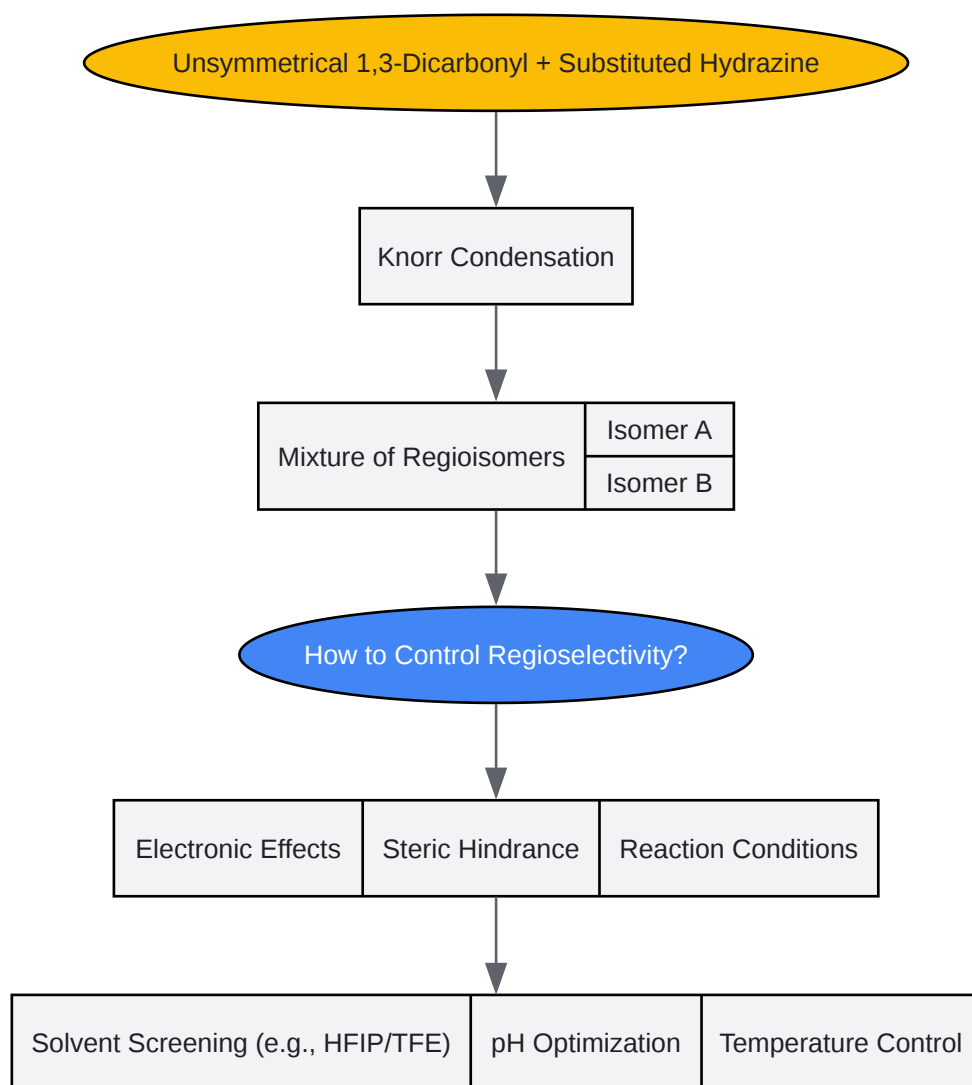 Unsymmetrical 1,3-Dicarbonyl + Substituted Hydrazine
Knorr Condensation
Mixture of Regioisomers
Isomer A
Isomer B
How to Control Regioselectivity?
Electronic Effects
Steric Hindrance
Reaction Conditions
Solvent Screening (e.g., HFIP/TFE)
pH Optimization
Temperature Control